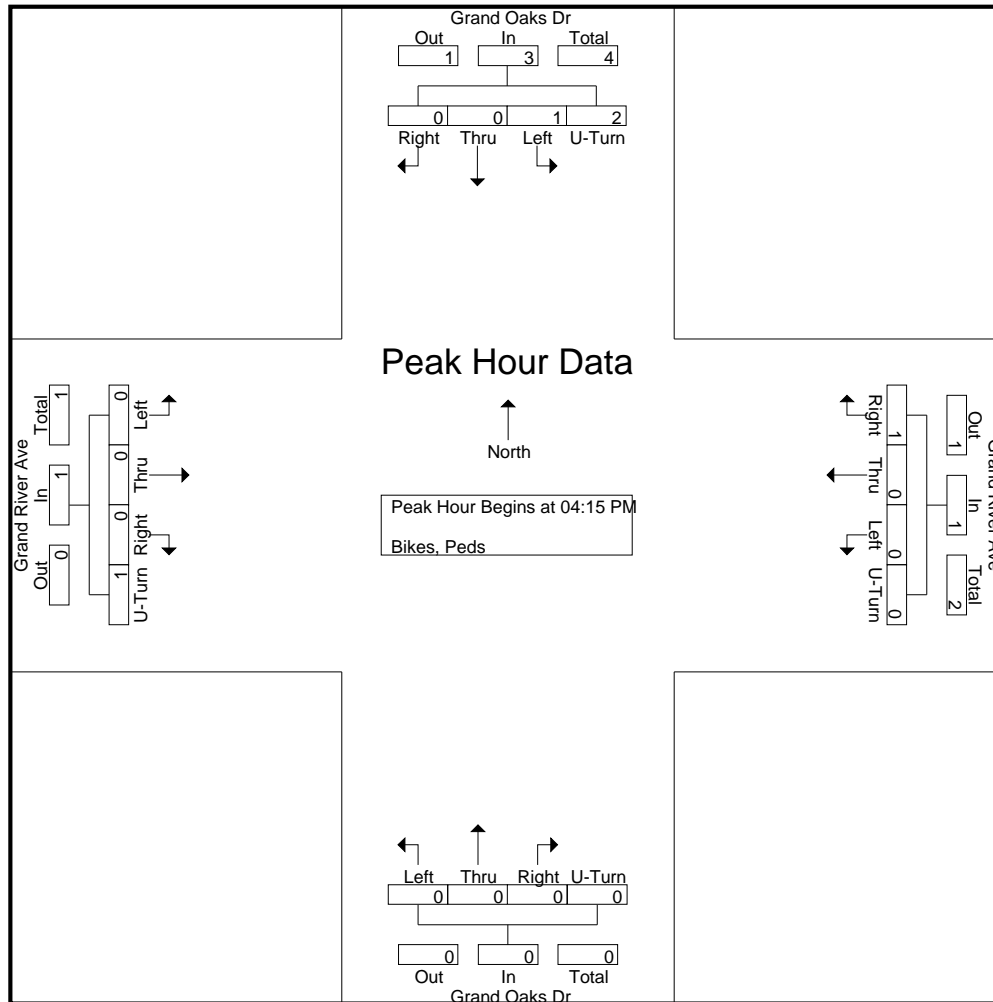 Grand Oaks Dr
Out In Total
1 3 4
0 0 1 2
Right Thru Left U-Turn
Peak Hour Data
North
Peak Hour Begins at 04:15 PM
Bikes, Peds
Grand River Ave
Out In Total
0 1 1
Left Thru Right U-Turn
0 0 0 1
Right Thru Left U-Turn
1 0 0 0
Out In Total
1 1 2
Grand River Ave
Left Thru Right U-Turn
0 0 0 0
0 0 0
Out In Total
Grand Oaks Dr